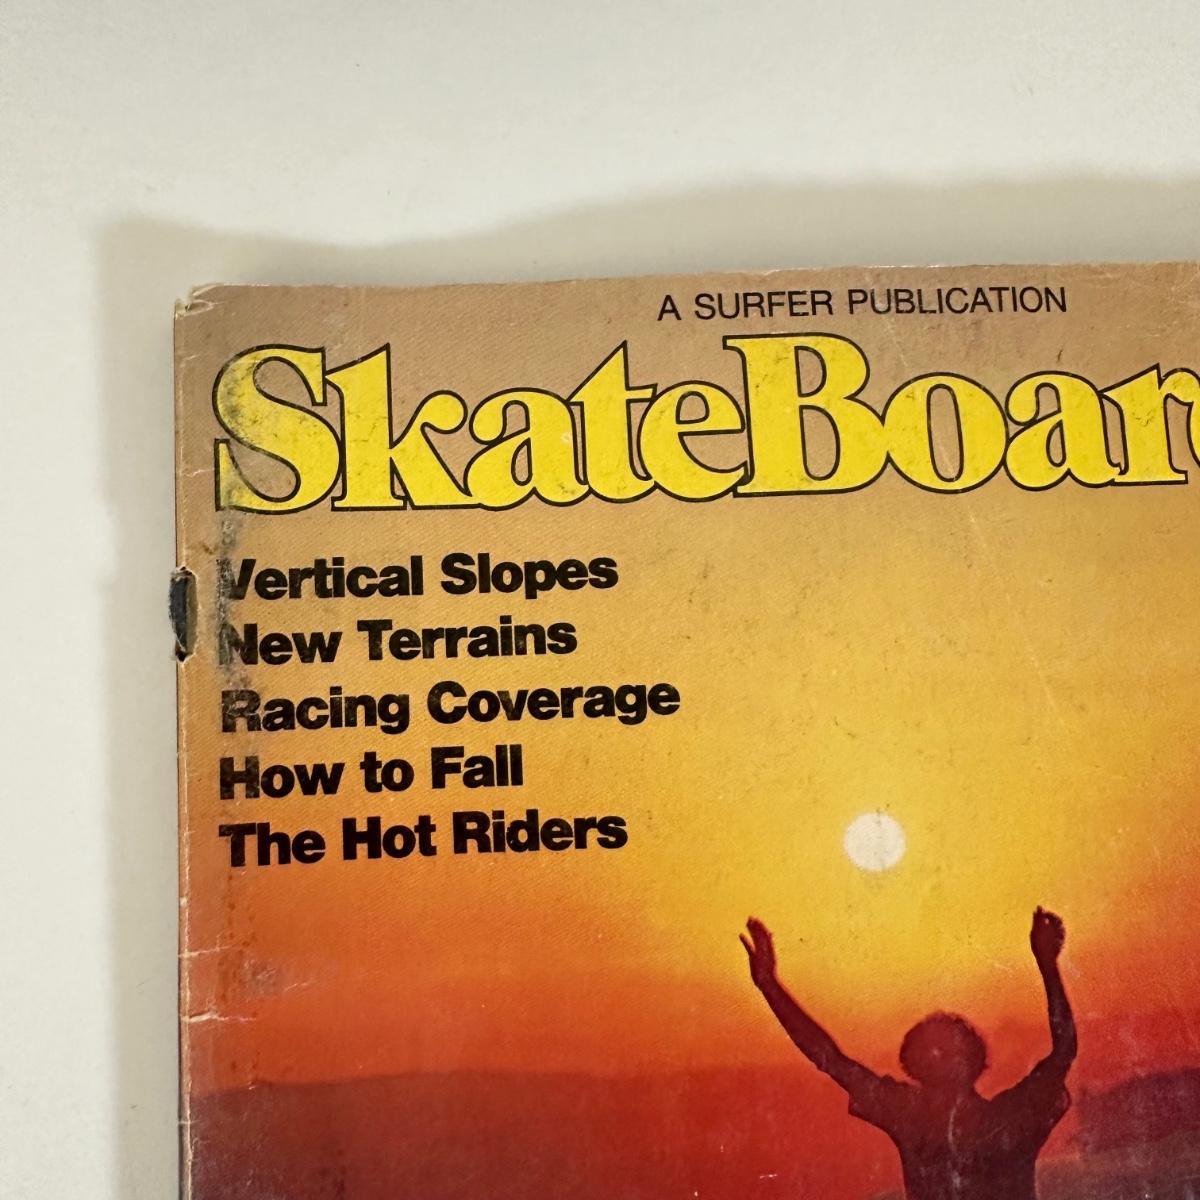 A SURFER PUBLICATION
SkateBoar
Vertical Slopes
New Terrains
Racing Coverage
How to Fall
The Hot Riders